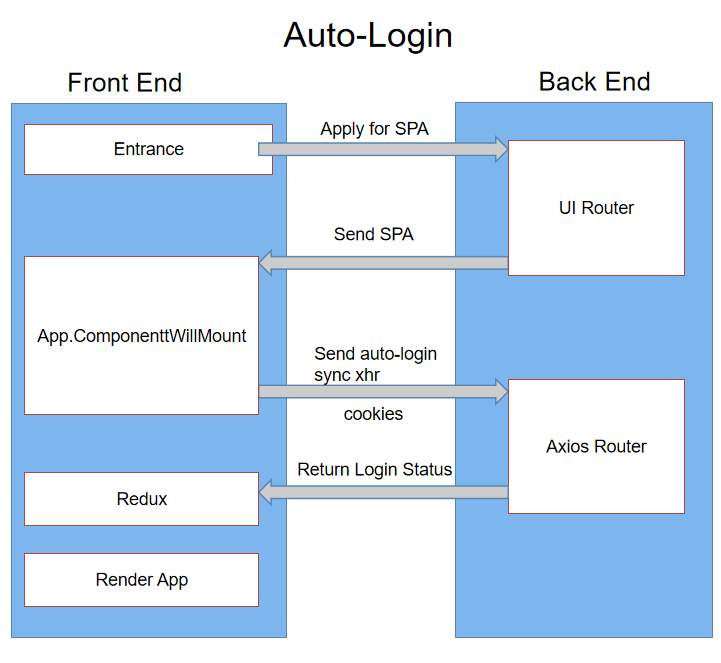 Auto-Login
Front End
Back End
Entrance
Apply for SPA
UI Router
Send SPA
App.ComponenttWillMount
Send auto-login
sync xhr
cookies
Axios Router
Return Login Status
Redux
Render App